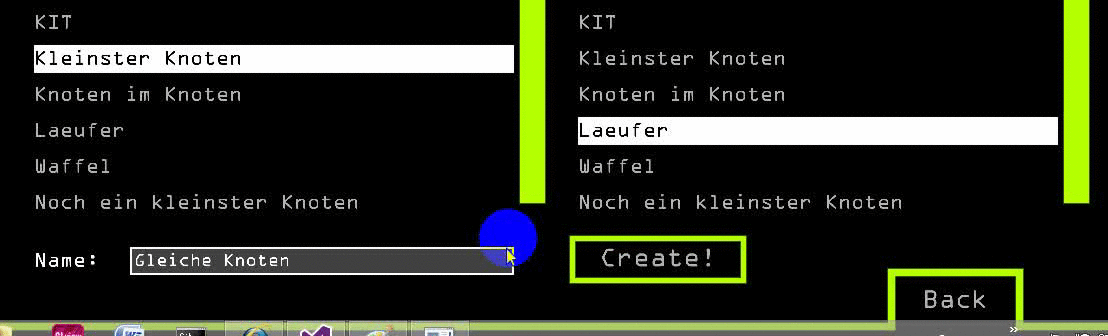 KIT
Kleinster Knoten
Knoten im Knoten
Laeufer
Waffel
Noch ein kleinster Knoten
KIT
Kleinster Knoten
Knoten im Knoten
Laeufer
Waffel
Noch ein kleinster Knoten
Name: Gleiche Knoten
Create!
Back